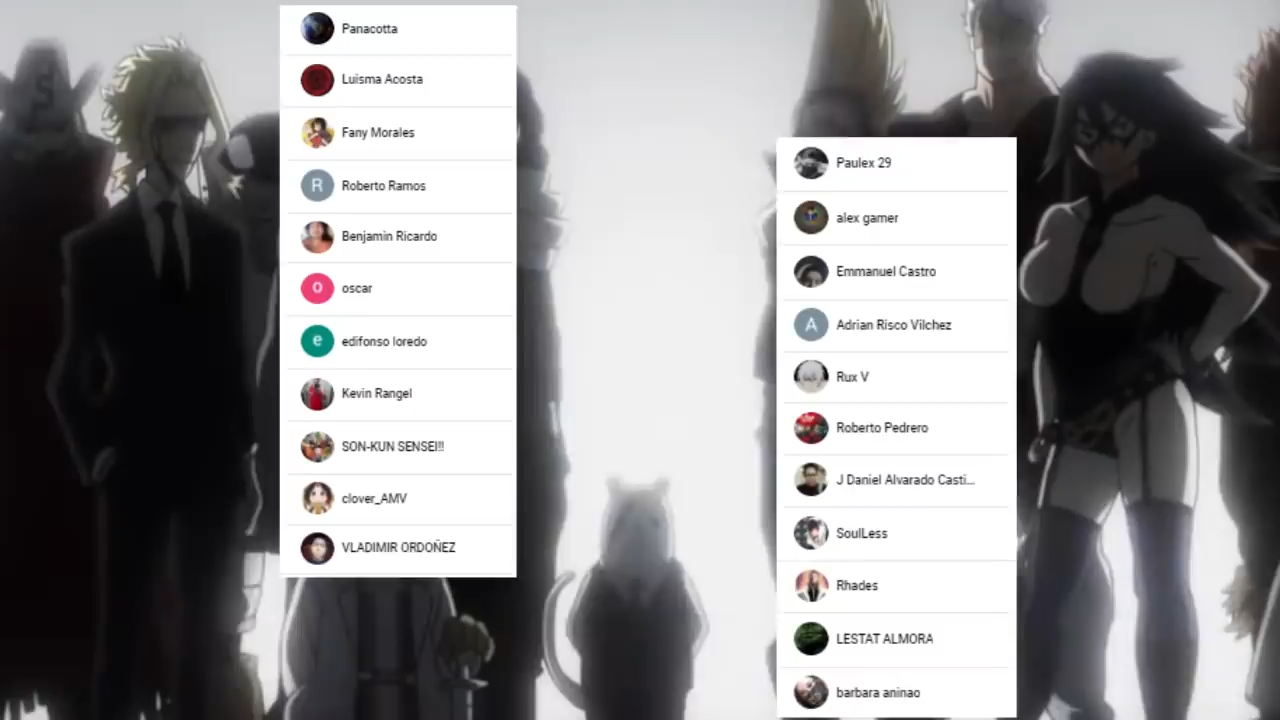 Panacotta
Luisma Acosta
Fany Morales
R
Roberto Ramos
Benjamin Ricardo
o
oscar
e
edifonso loredo
Kevin Rangel
SON-KUN SENSEI!!
clover_AMV
VLADIMIR ORDOÑEZ
Paulex 29
alex gamer
Emmanuel Castro
A
Adrian Risco Vilchez
Rux V
Roberto Pedrero
J Daniel Alvarado Casti...
SoulLess
Rhades
LESTAT ALMORA
barbara aninao
S